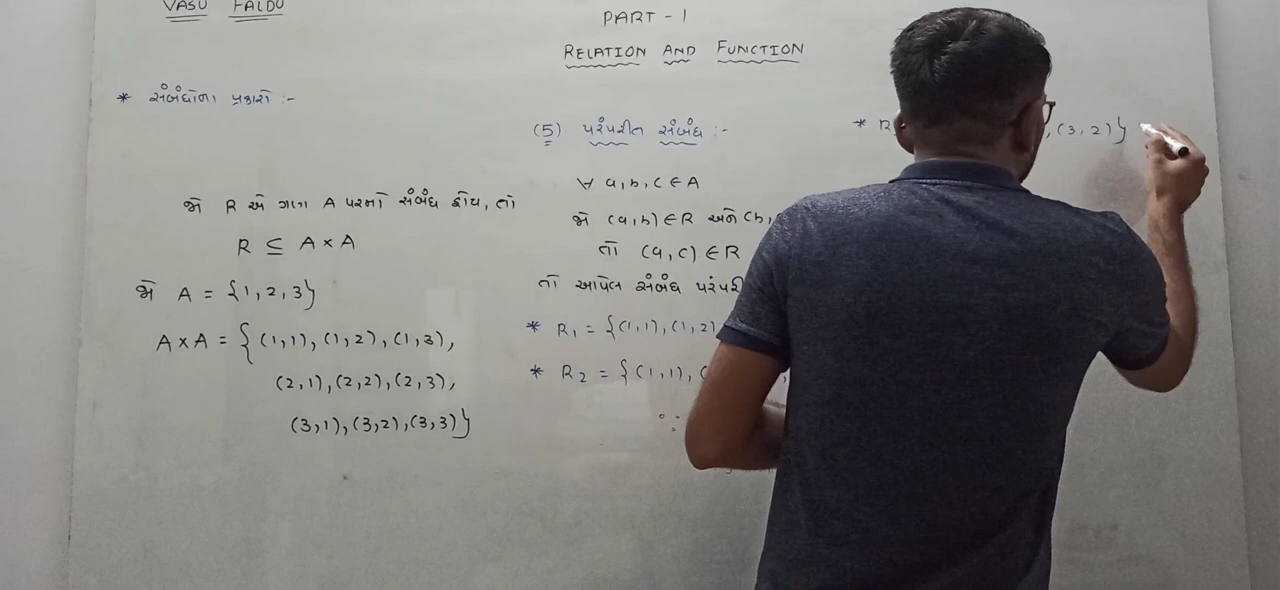 VASU FALDU
PART - 1
RELATION AND FUNCTION
* સંબંધોના પ્રકારો :-
જો R એ ગણ A પરનો સંબંધ હોય, તો
R ⊆ A × A
જો A = {1, 2, 3}
A × A = {(1,1), (1,2), (1,3),
(2,1), (2,2), (2,3),
(3,1), (3,2), (3,3)}
(5) પરંપરીત સંબંધ :-
∀ a, b, c ∈ A
જો (a,b) ∈ R અને (b,
તો (a,c) ∈ R
તો આપેલ સંબંધ
* R1 = {(1,1), (1,2)
* R2 = {(1,1), (
∴
* R
, (3,2)}